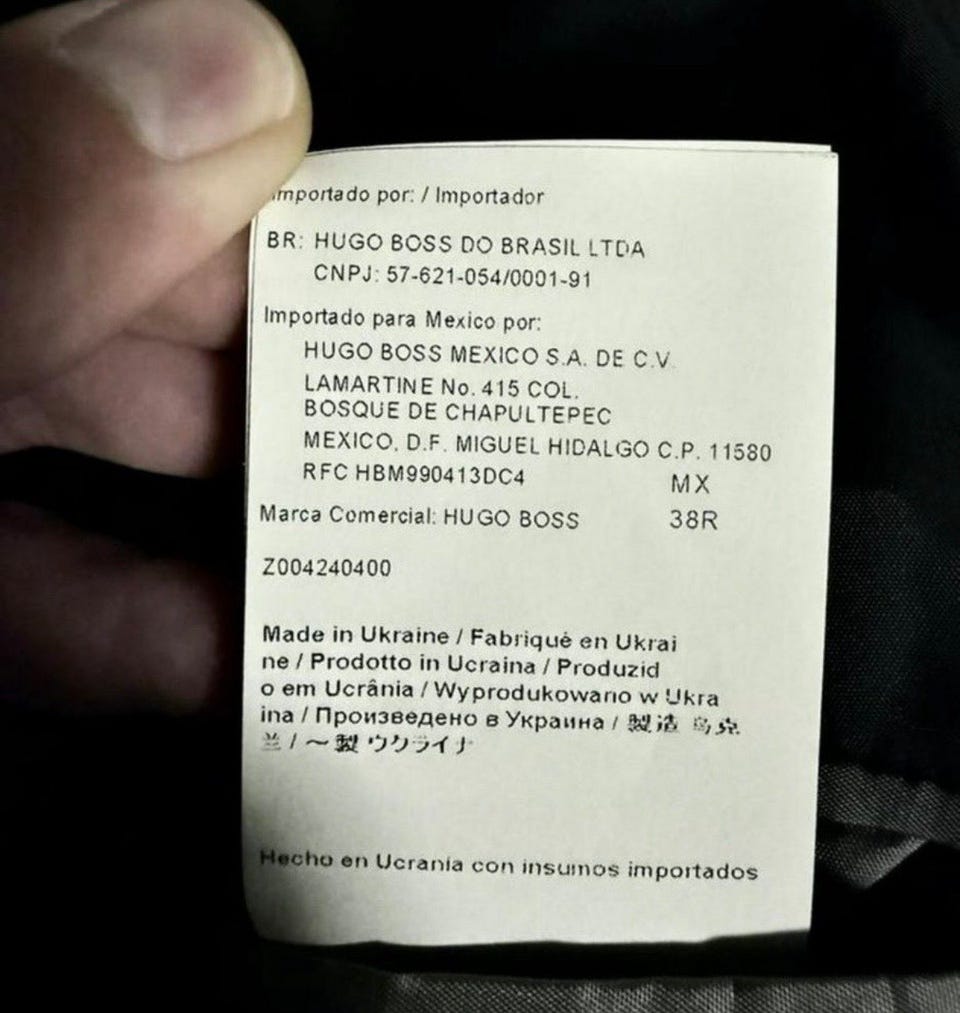 Importado por: / Importador
BR: HUGO BOSS DO BRASIL LTDA
CNPJ: 57-621-054/0001-91
Importado para Mexico por:
HUGO BOSS MEXICO S.A. DE C.V.
LAMARTINE No. 415 COL.
BOSQUE DE CHAPULTEPEC
MEXICO, D.F. MIGUEL HIDALGO C.P. 11580
RFC HBM990413DC4 MX
Marca Comercial: HUGO BOSS 38R
Z004240400
Made in Ukraine / Fabriqué en Ukrai
ne / Prodotto in Ucraina / Produzid
o em Ucrânia / Wyprodukowano w Ukra
ina / Произведено в Украина / 製造 乌克
兰 / ～製 ウクライナ
Hecho en Ucrania con insumos importados